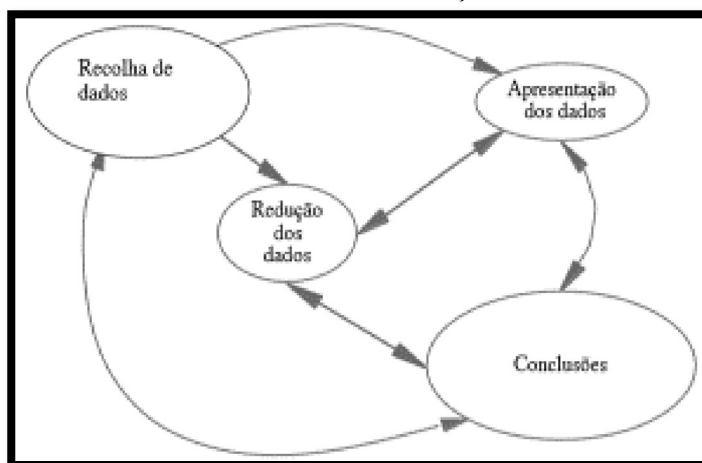 Recolha de
dados
Apresentação
dos dados
Redução
dos
dados
Conclusões